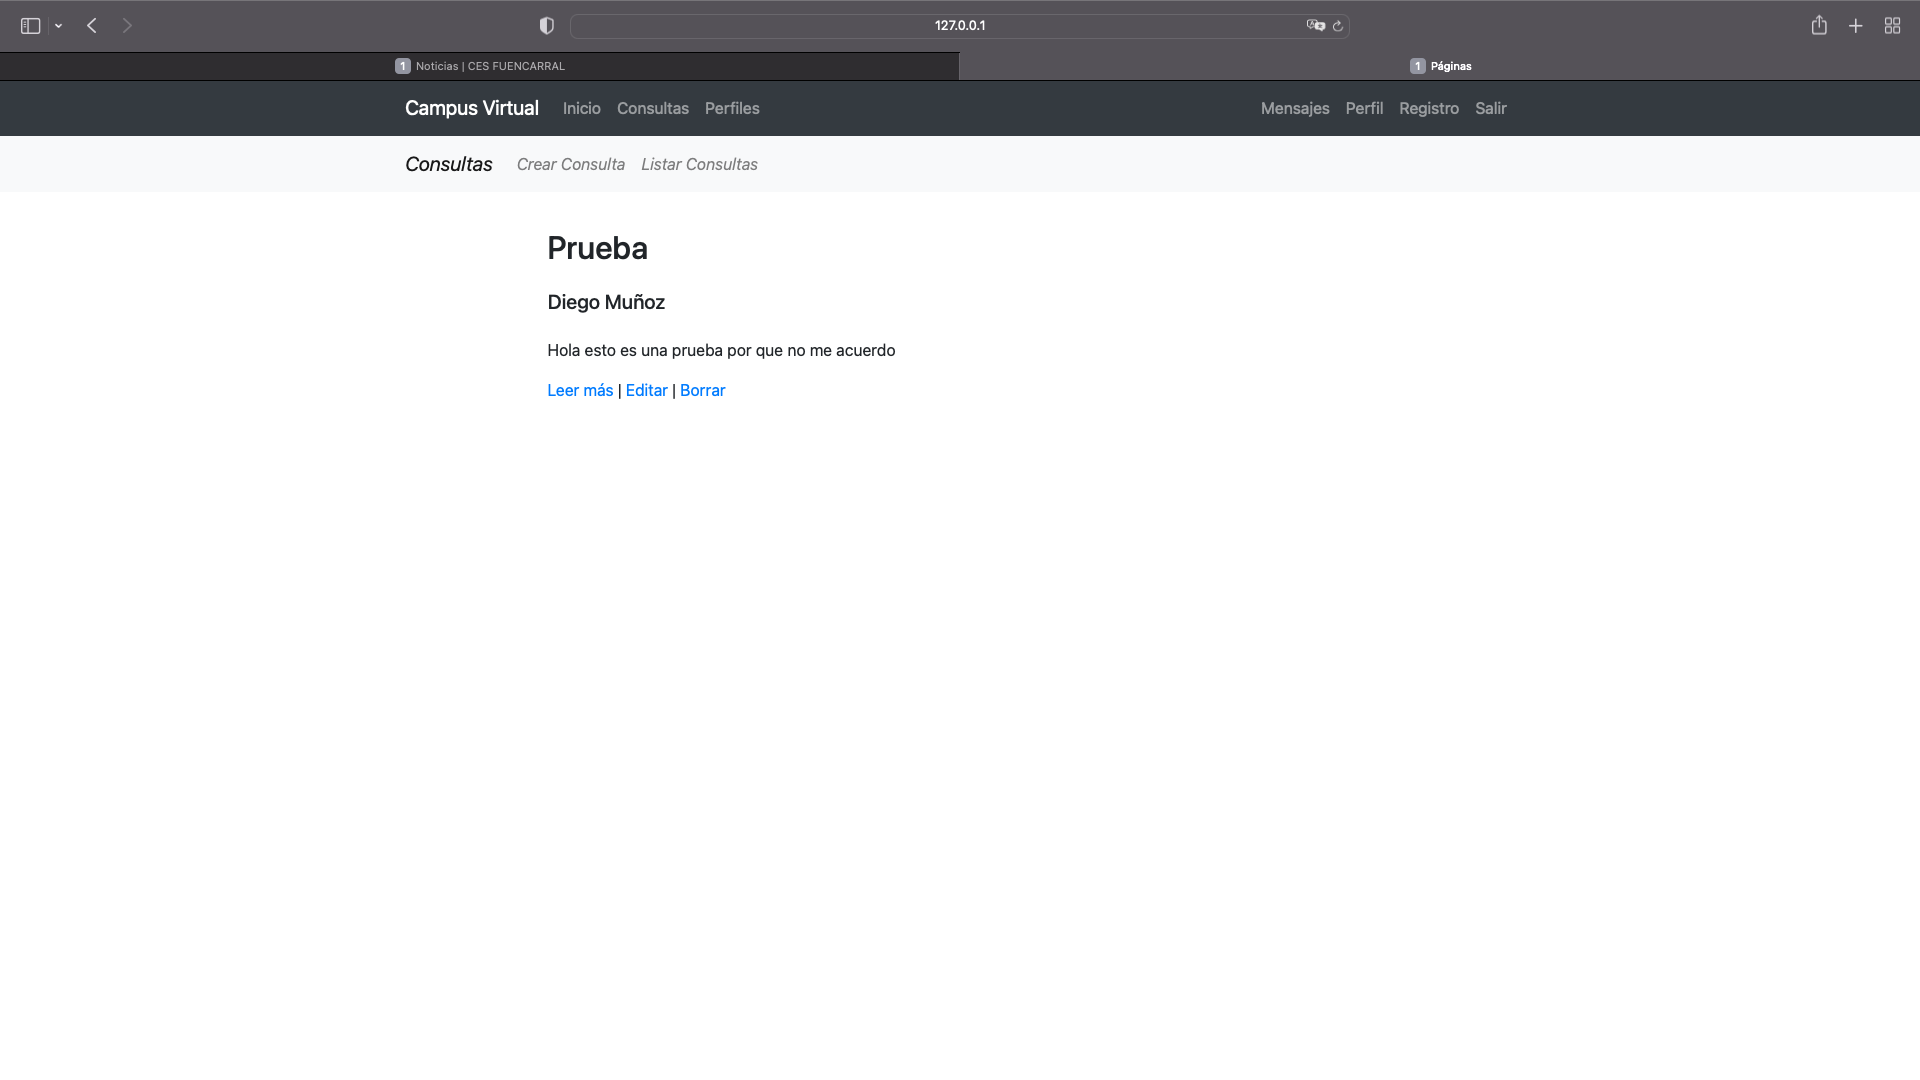 127.0.0.1
1 Noticias | CES FUENCARRAL
1 Páginas
Campus Virtual Inicio Consultas Perfiles Mensajes Perfil Registro Salir
Consultas Crear Consulta Listar Consultas
Prueba
Diego Muñoz
Hola esto es una prueba por que no me acuerdo
Leer más | Editar | Borrar